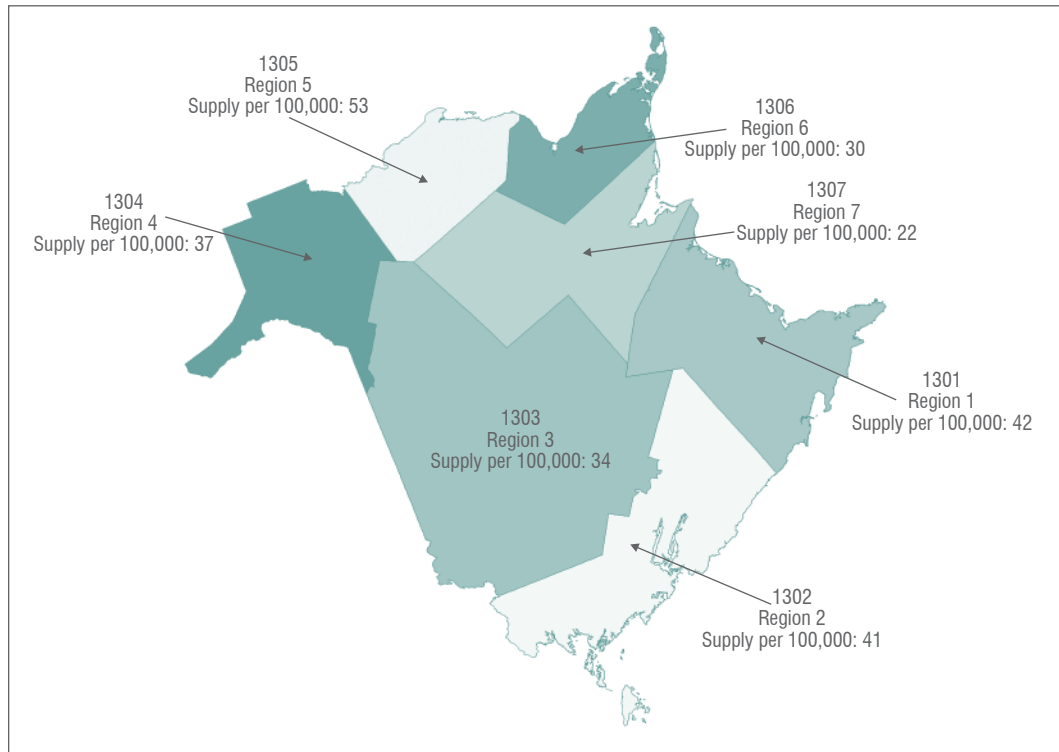 1305
Region 5
Supply per 100,000: 53
1306
Region 6
Supply per 100,000: 30
1304
Region 4
Supply per 100,000: 37
1307
Region 7
Supply per 100,000: 22
1301
Region 1
Supply per 100,000: 42
1303
Region 3
Supply per 100,000: 34
1302
Region 2
Supply per 100,000: 41